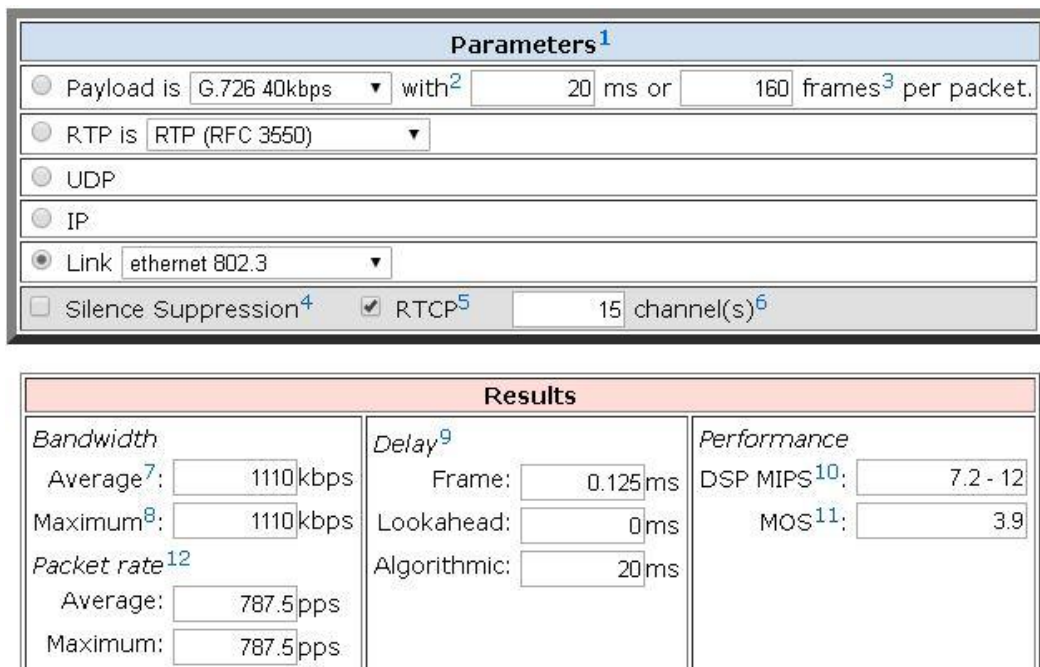 Parameters1
Payload is G.726 40kbps with2 20 ms or 160 frames3 per packet.
RTP is RTP (RFC 3550)
UDP
IP
Link ethernet 802.3
Silence Suppression4 RTCP5 15 channel(s)6
Results
Bandwidth
Average7: 1110 kbps
Maximum8: 1110 kbps
Packet rate12
Average: 787.5 pps
Maximum: 787.5 pps
Delay9
Frame: 0.125 ms
Lookahead: 0 ms
Algorithmic: 20 ms
Performance
DSP MIPS10: 7.2 - 12
MOS11: 3.9